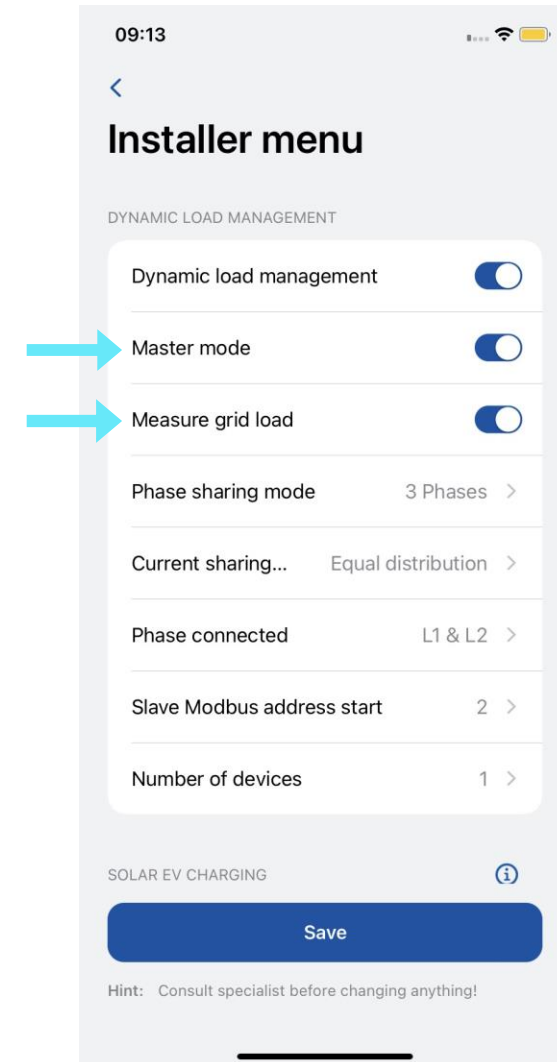 09:13
Installer menu
DYNAMIC LOAD MANAGEMENT
Dynamic load management
Master mode
Measure grid load
Phase sharing mode 3 Phases
Current sharing... Equal distribution
Phase connected L1 & L2
Slave Modbus address start 2
Number of devices 1
SOLAR EV CHARGING
Save
Hint: Consult specialist before changing anything!